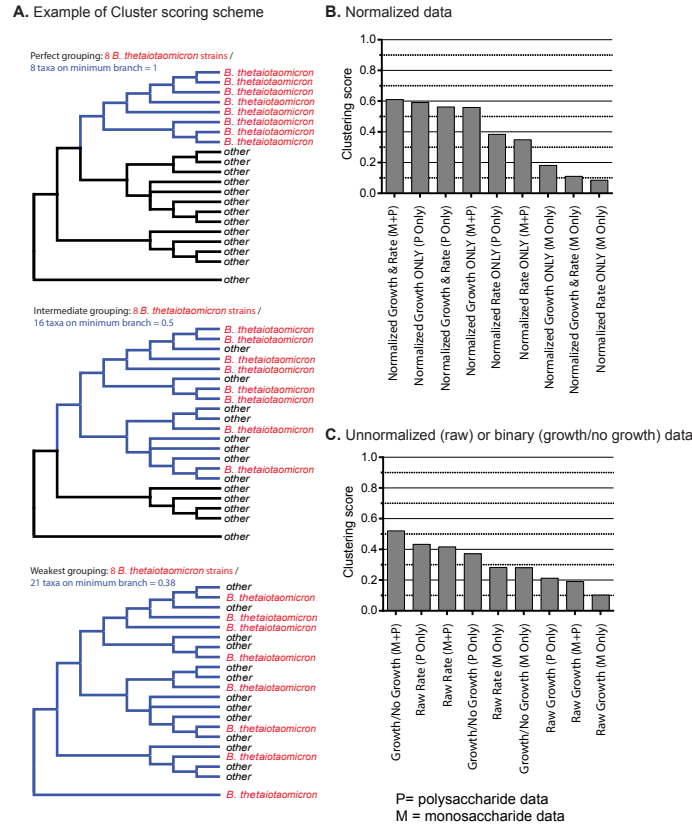 A. Example of Cluster scoring scheme
Perfect grouping: 8 B. thetaiotaomicron strains /
8 taxa on minimum branch = 1
B. thetaiotaomicron
B. thetaiotaomicron
B. thetaiotaomicron
B. thetaiotaomicron
B. thetaiotaomicron
B. thetaiotaomicron
B. thetaiotaomicron
B. thetaiotaomicron
other
other
other
other
other
other
other
other
other
other
other
other
other
Intermediate grouping: 8 B. thetaiotaomicron strains /
16 taxa on minimum branch = 0.5
B. thetaiotaomicron
B. thetaiotaomicron
other
B. thetaiotaomicron
B. thetaiotaomicron
other
B. thetaiotaomicron
B. thetaiotaomicron
other
other
B. thetaiotaomicron
other
other
other
B. thetaiotaomicron
other
other
other
other
other
other
Weakest grouping: 8 B. thetaiotaomicron strains /
21 taxa on minimum branch = 0.38
other
B. thetaiotaomicron
other
B. thetaiotaomicron
B. thetaiotaomicron
other
other
B. thetaiotaomicron
other
other
B. thetaiotaomicron
other
other
other
B. thetaiotaomicron
other
other
B. thetaiotaomicron
other
other
B. thetaiotaomicron
B. Normalized data
Clustering score
1.0
0.8
0.6
0.4
0.2
0.0
Normalized Growth & Rate (M+P)
Normalized Growth ONLY (P Only)
Normalized Growth & Rate (P Only)
Normalized Growth ONLY (M+P)
Normalized Rate ONLY (P Only)
Normalized Rate ONLY (M+P)
Normalized Growth ONLY (M Only)
Normalized Growth & Rate (M Only)
Normalized Rate ONLY (M Only)
C. Unnormalized (raw) or binary (growth/no growth) data
Clustering score
1.0
0.8
0.6
0.4
0.2
0.0
Growth/No Growth (M+P)
Raw Rate (P Only)
Raw Rate (M+P)
Growth/No Growth (P Only)
Raw Rate (M Only)
Growth/No Growth (M Only)
Raw Growth (P Only)
Raw Growth (M+P)
Raw Growth (M Only)
P= polysaccharide data
M = monosaccharide data